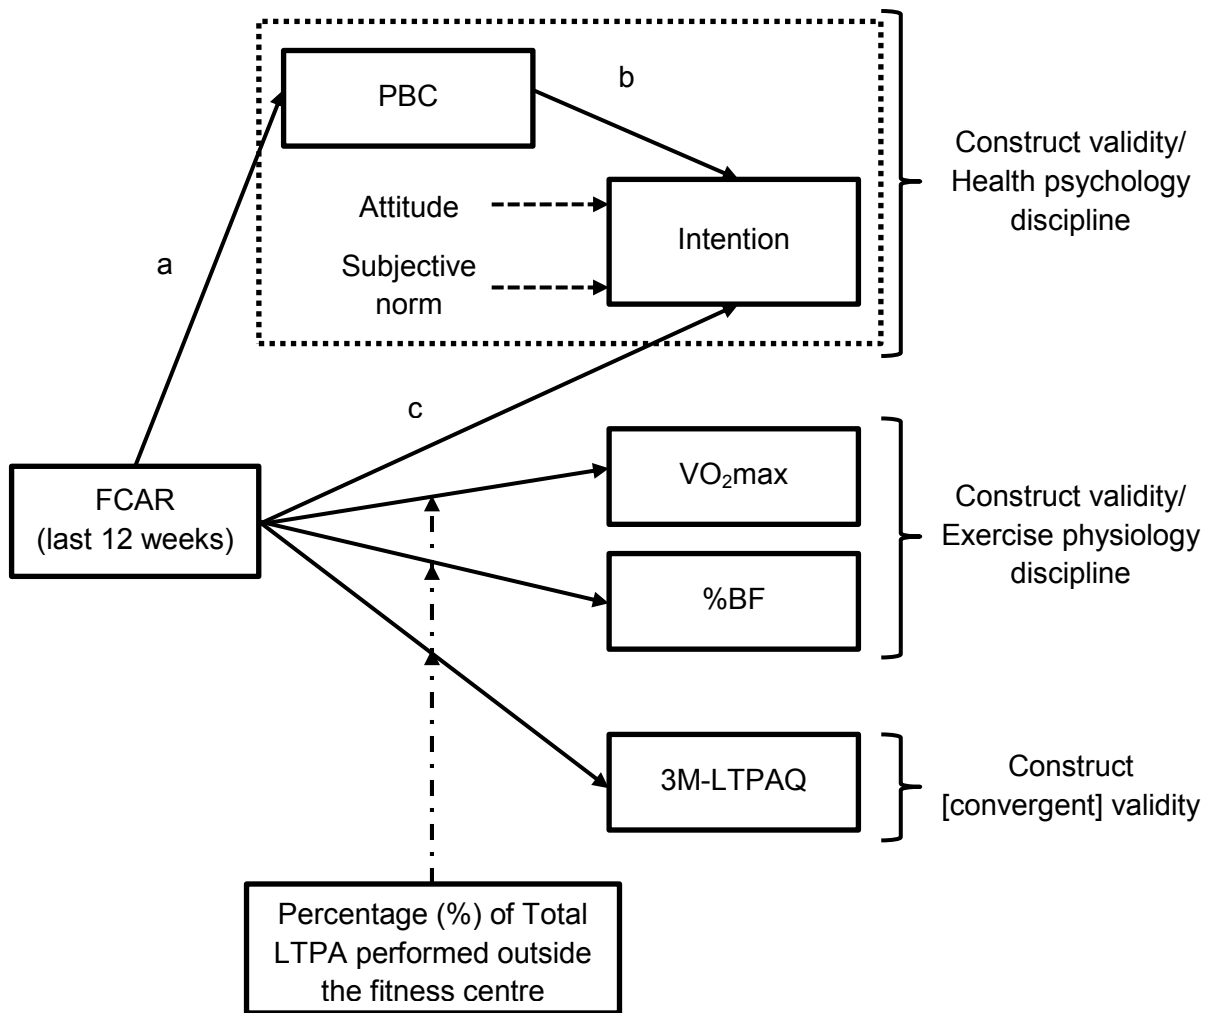 PBC
b
Construct validity/
Health psychology
discipline
Attitude
Intention
Subjective
norm
a
c
VO₂max
FCAR
(last 12 weeks)
Construct validity/
Exercise physiology
discipline
%BF
3M-LTPAQ
Construct
[convergent] validity
Percentage (%) of Total
LTPA performed outside
the fitness centre